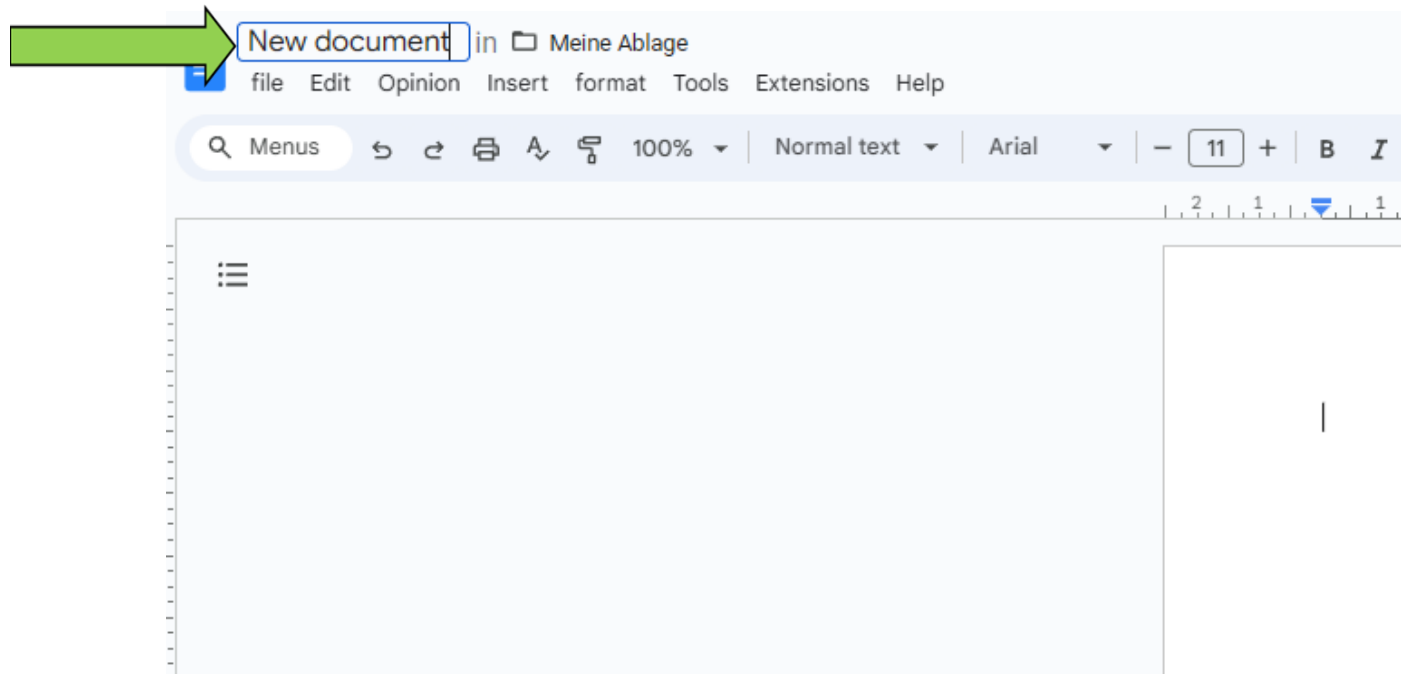 New document in Meine Ablage
file Edit Opinion Insert format Tools Extensions Help
Menus 100% Normal text Arial 11 B I
2 1 1